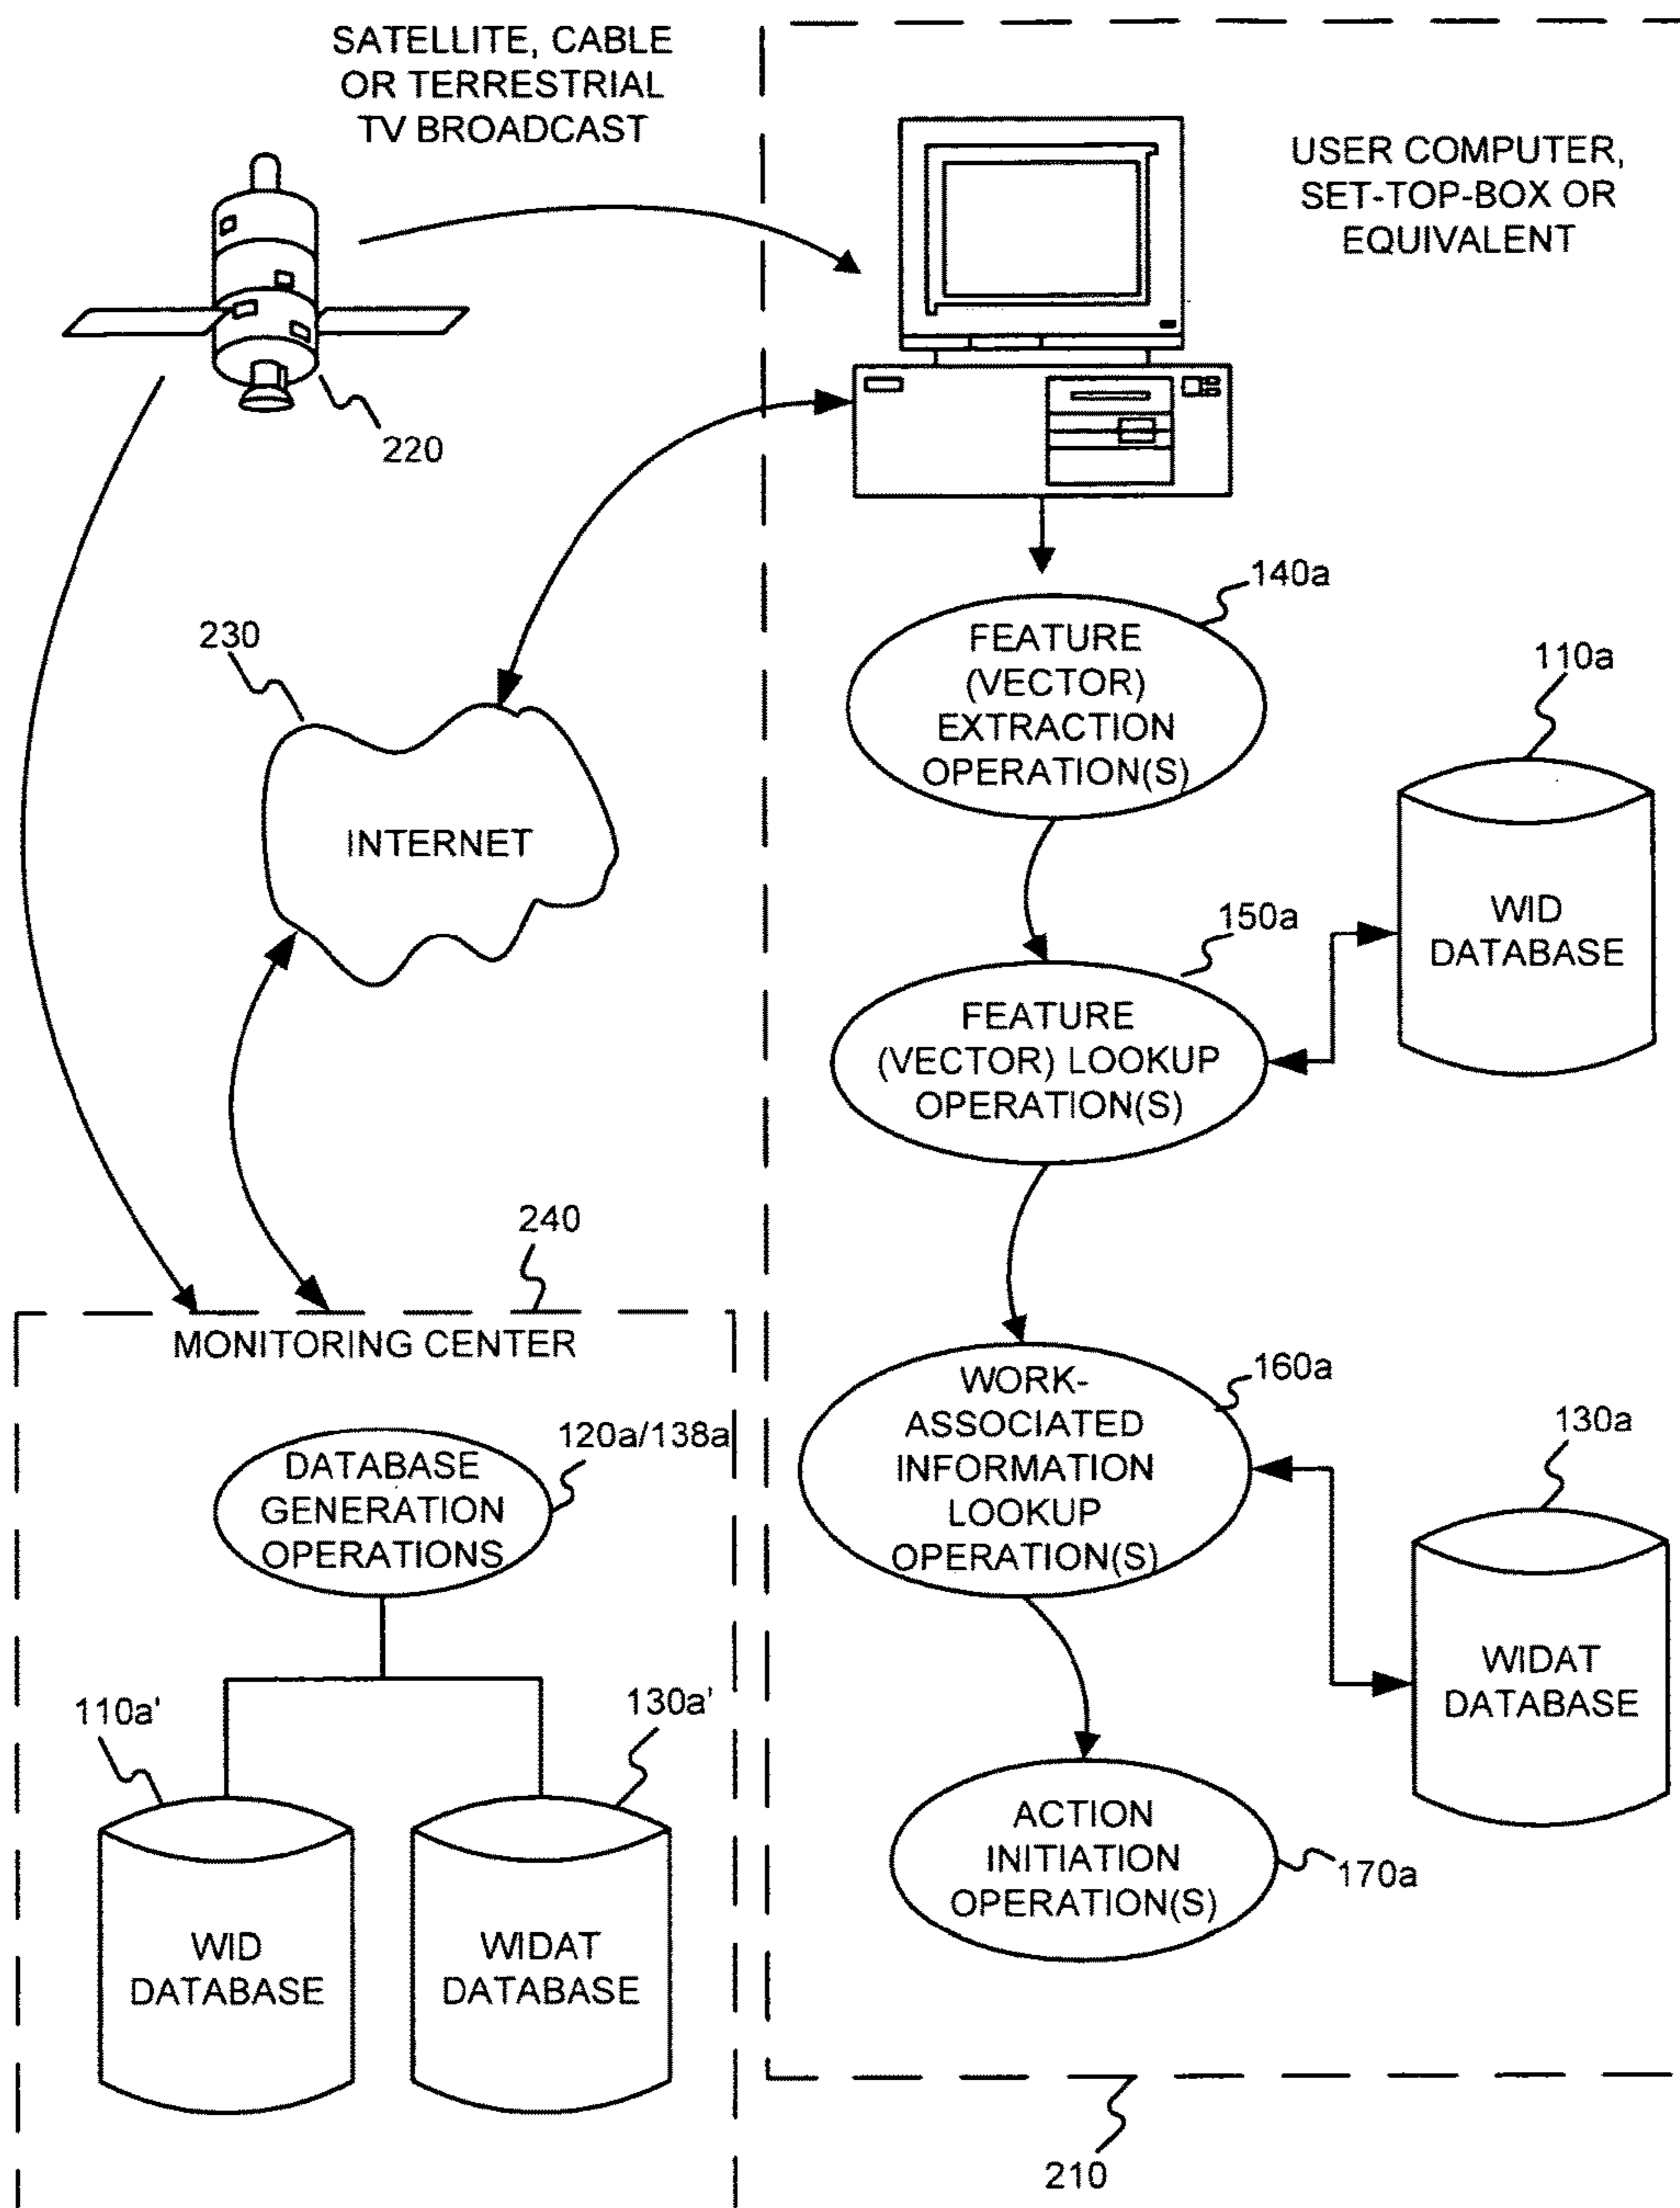 SATELLITE, CABLE
OR TERRESTRIAL
TV BROADCAST
USER COMPUTER,
SET-TOP-BOX OR
EQUIVALENT
220
140a
FEATURE
(VECTOR)
EXTRACTION
OPERATION(S)
230
INTERNET
110a
WID
DATABASE
150a
FEATURE
(VECTOR) LOOKUP
OPERATION(S)
240
MONITORING CENTER
160a
WORK-
ASSOCIATED
INFORMATION
LOOKUP
OPERATION(S)
130a
WIDAT
DATABASE
120a/138a
DATABASE
GENERATION
OPERATIONS
110a'
130a'
WID
DATABASE
WIDAT
DATABASE
ACTION
INITIATION
OPERATION(S)
170a
210